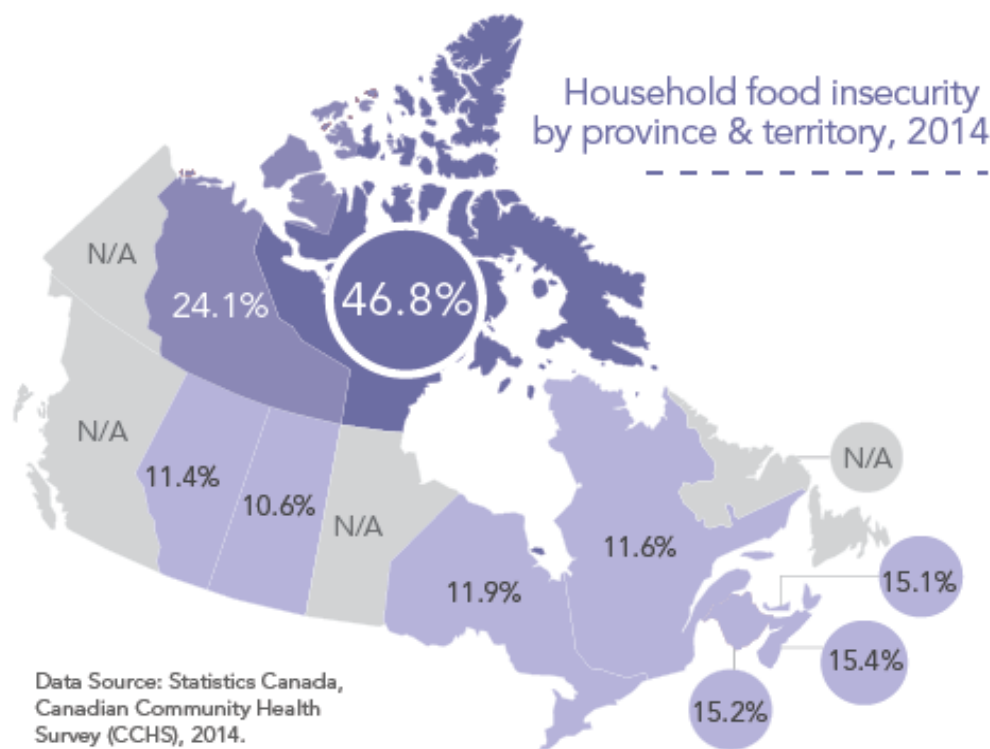 Household food insecurity
by province & territory, 2014
N/A
24.1%
46.8%
N/A
11.4%
10.6%
N/A
11.9%
11.6%
N/A
15.1%
15.4%
15.2%
Data Source: Statistics Canada,
Canadian Community Health
Survey (CCHS), 2014.